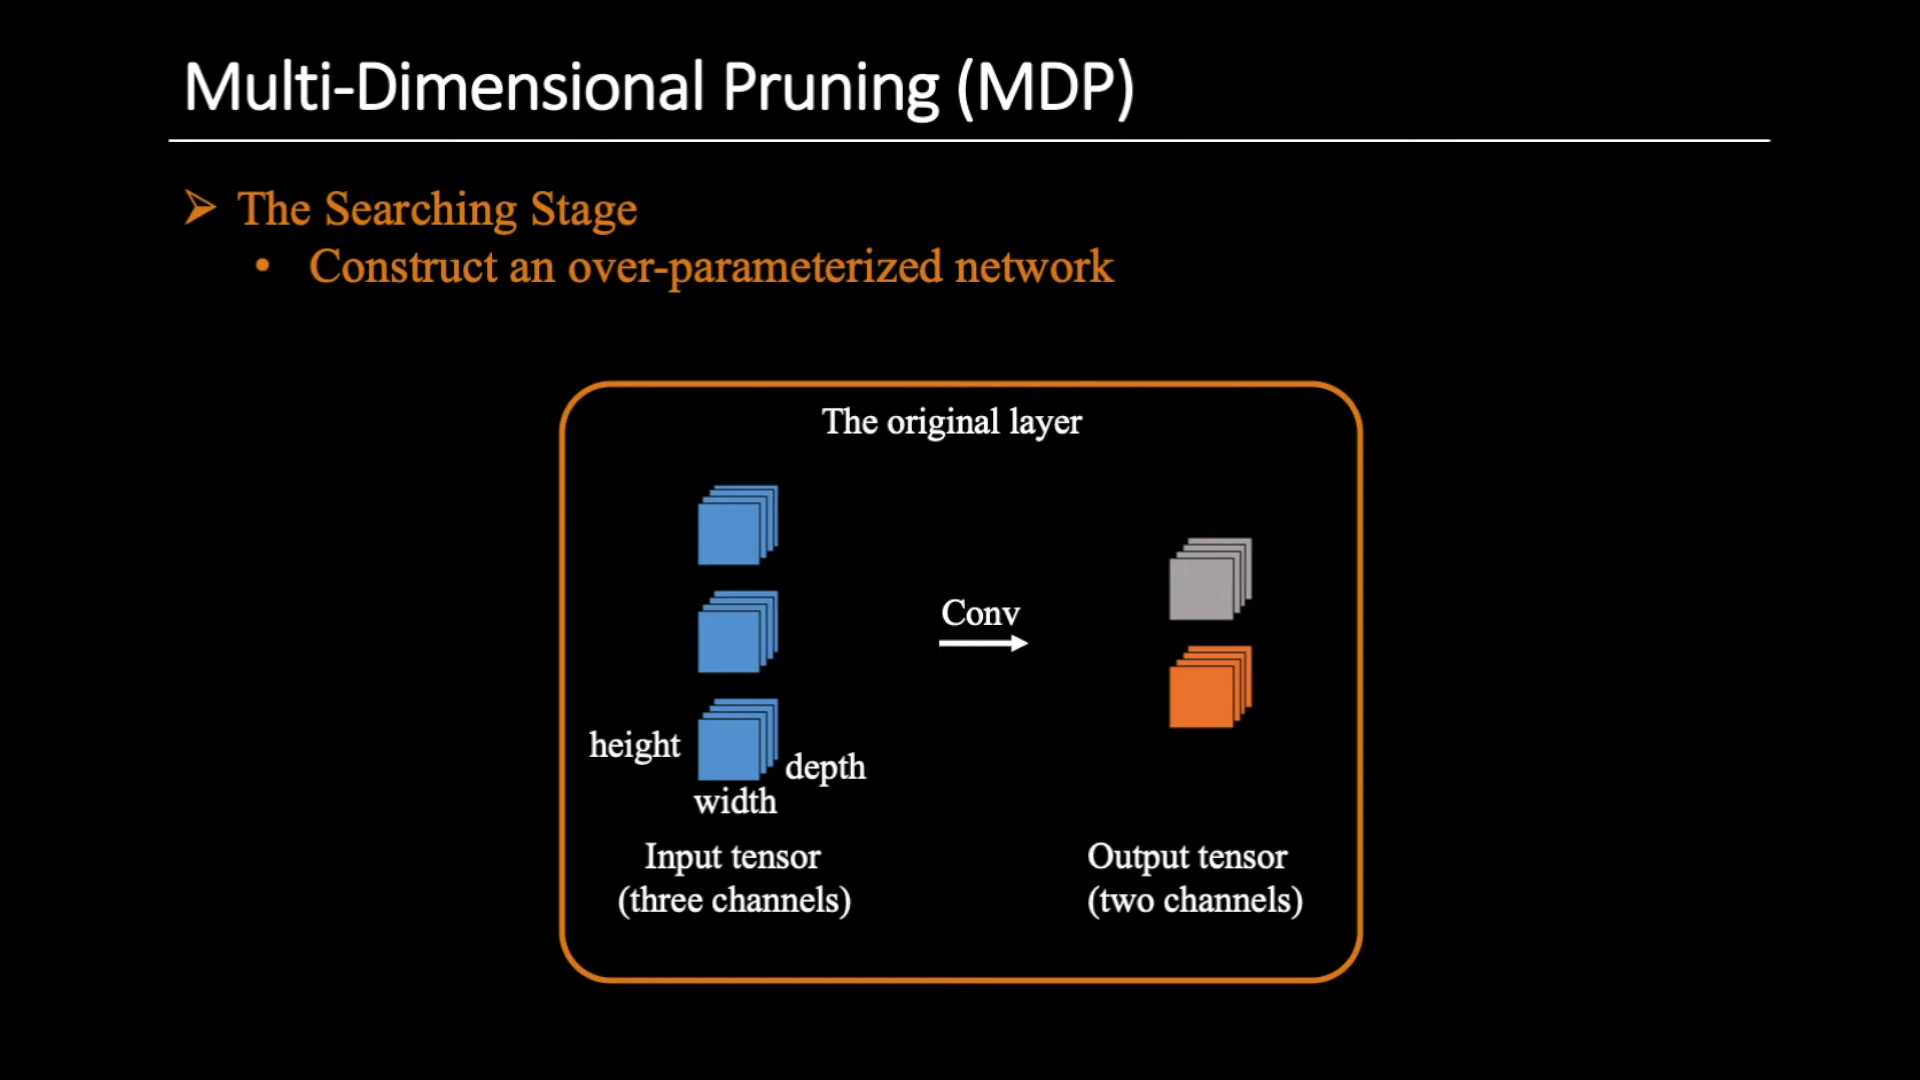 Multi-Dimensional Pruning (MDP)
➢ The Searching Stage
• Construct an over-parameterized network
The original layer
Conv
height
depth
width
Input tensor
(three channels)
Output tensor
(two channels)